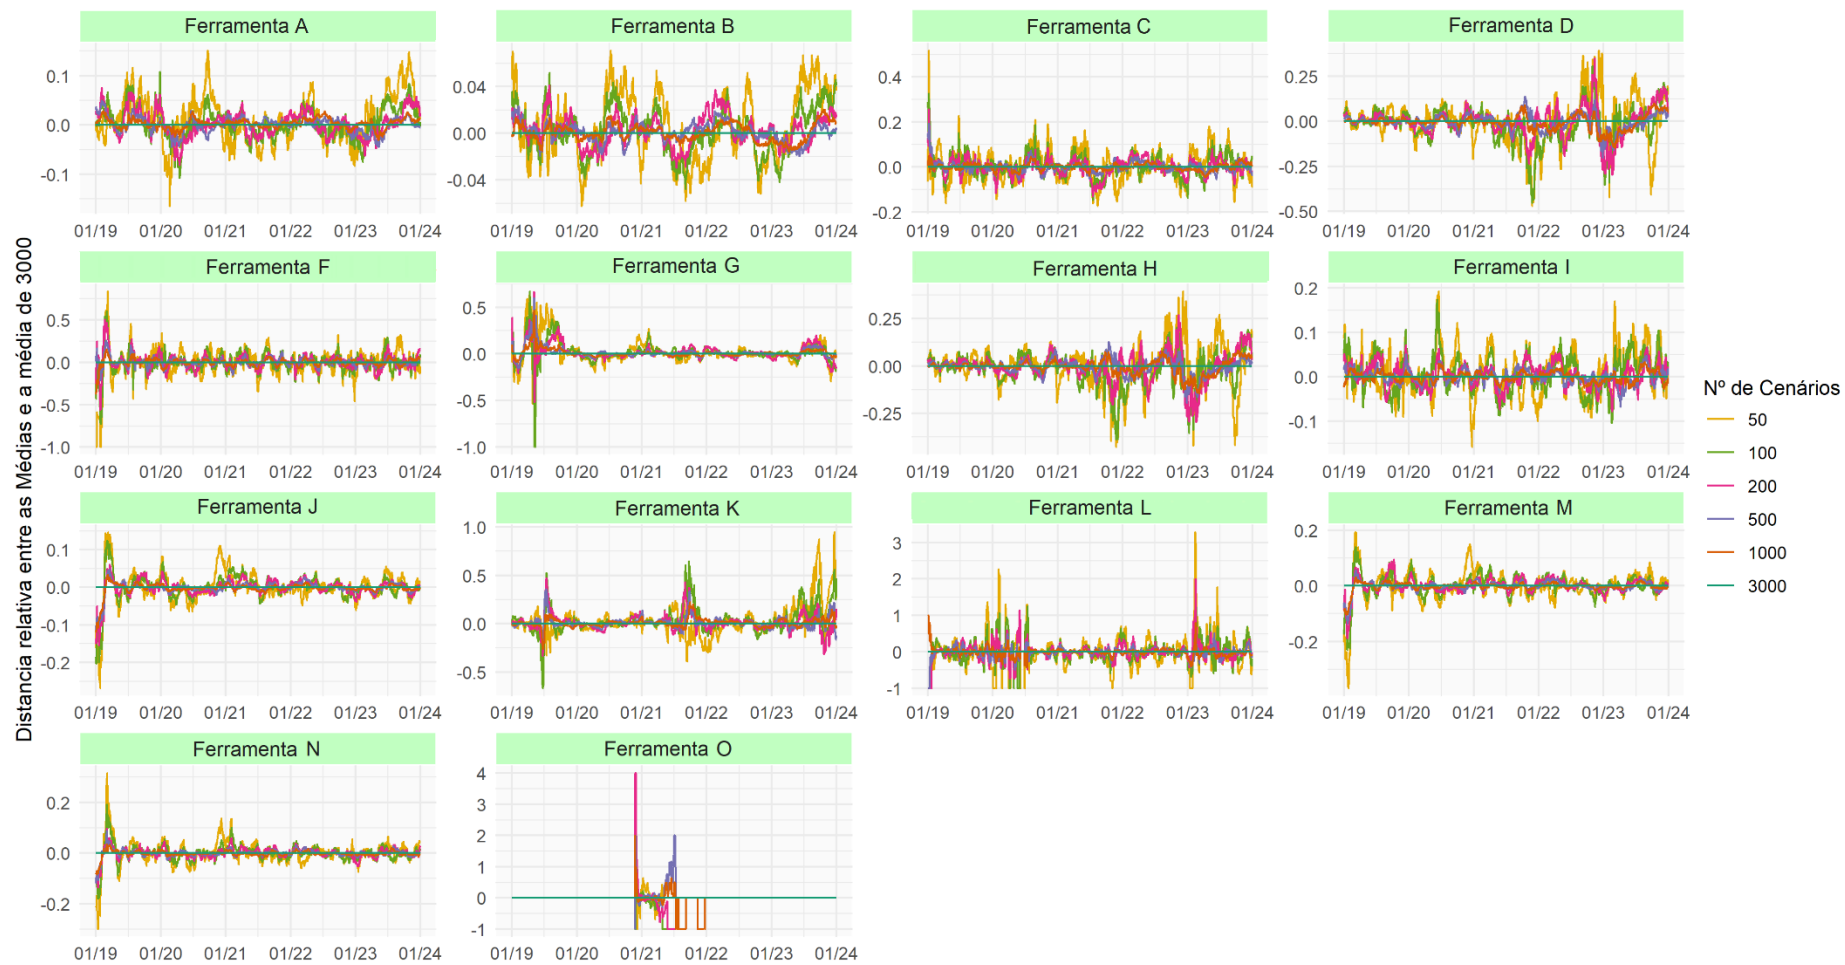 Distancia relativa entre as Médias e a média de 3000
Ferramenta A
0.1
0.0
-0.1
01/19 01/20 01/21 01/22 01/23 01/24
Ferramenta B
0.04
0.00
-0.04
01/19 01/20 01/21 01/22 01/23 01/24
Ferramenta C
0.4
0.2
0.0
-0.2
01/19 01/20 01/21 01/22 01/23 01/24
Ferramenta D
0.25
0.00
-0.25
-0.50
01/19 01/20 01/21 01/22 01/23 01/24
Ferramenta F
0.5
0.0
-0.5
-1.0
01/19 01/20 01/21 01/22 01/23 01/24
Ferramenta G
0.5
0.0
-0.5
-1.0
01/19 01/20 01/21 01/22 01/23 01/24
Ferramenta H
0.25
0.00
-0.25
01/19 01/20 01/21 01/22 01/23 01/24
Ferramenta I
0.2
0.1
0.0
-0.1
01/19 01/20 01/21 01/22 01/23 01/24
Ferramenta J
0.1
0.0
-0.1
-0.2
01/19 01/20 01/21 01/22 01/23 01/24
Ferramenta K
1.0
0.5
0.0
-0.5
01/19 01/20 01/21 01/22 01/23 01/24
Ferramenta L
3
2
1
0
-1
01/19 01/20 01/21 01/22 01/23 01/24
Ferramenta M
0.2
0.0
-0.2
01/19 01/20 01/21 01/22 01/23 01/24
Ferramenta N
0.2
0.0
-0.2
01/19 01/20 01/21 01/22 01/23 01/24
Ferramenta O
4
3
2
1
0
-1
01/19 01/20 01/21 01/22 01/23 01/24
Nº de Cenários
50
100
200
500
1000
3000